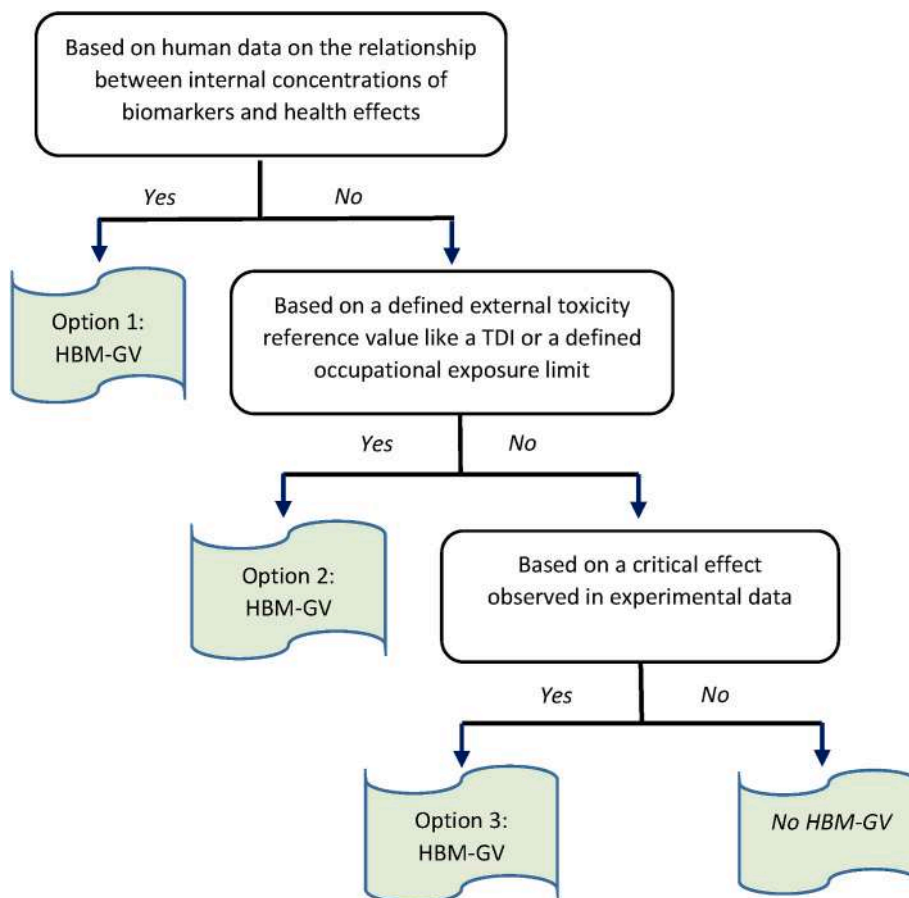 Based on human data on the relationship
between internal concentrations of
biomarkers and health effects
Yes
No
Option 1:
HBM-GV
Based on a defined external toxicity
reference value like a TDI or a defined
occupational exposure limit
Yes
No
Option 2:
HBM-GV
Based on a critical effect
observed in experimental data
Yes
No
Option 3:
HBM-GV
No HBM-GV